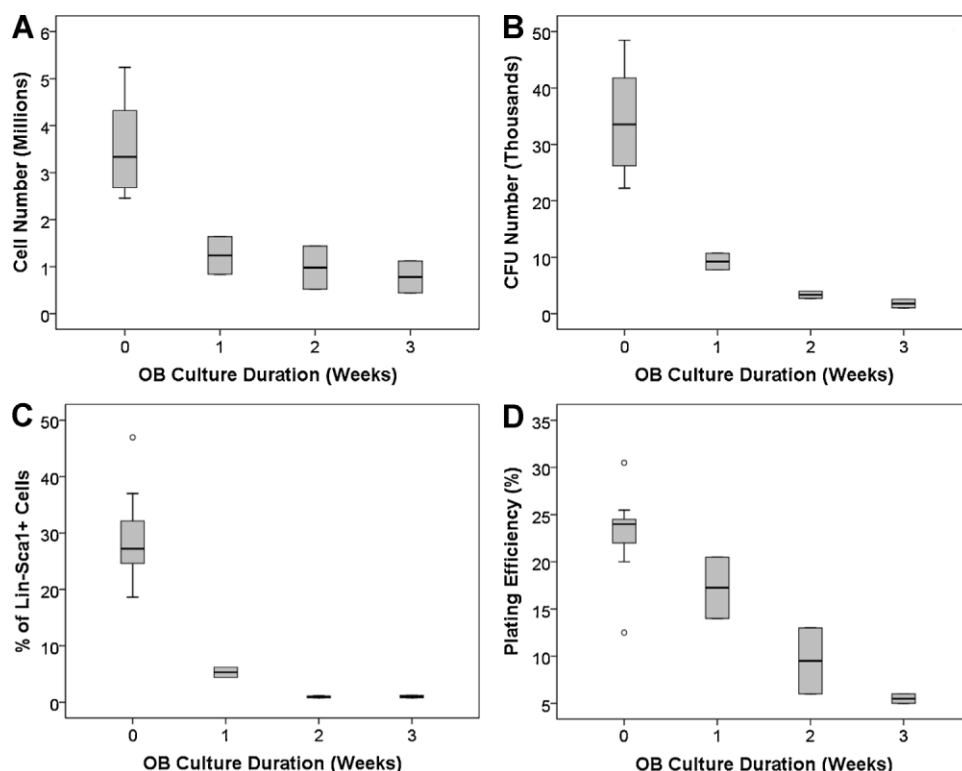 A
Cell Number (Millions)
6
5
4
3
2
1
0
0 1 2 3
OB Culture Duration (Weeks)
B
CFU Number (Thousands)
50
40
30
20
10
0
0 1 2 3
OB Culture Duration (Weeks)
C
% of Lin-Sca1+ Cells
50
40
30
20
10
0
0 1 2 3
OB Culture Duration (Weeks)
D
Plating Efficiency (%)
35
30
25
20
15
10
5
0 1 2 3
OB Culture Duration (Weeks)